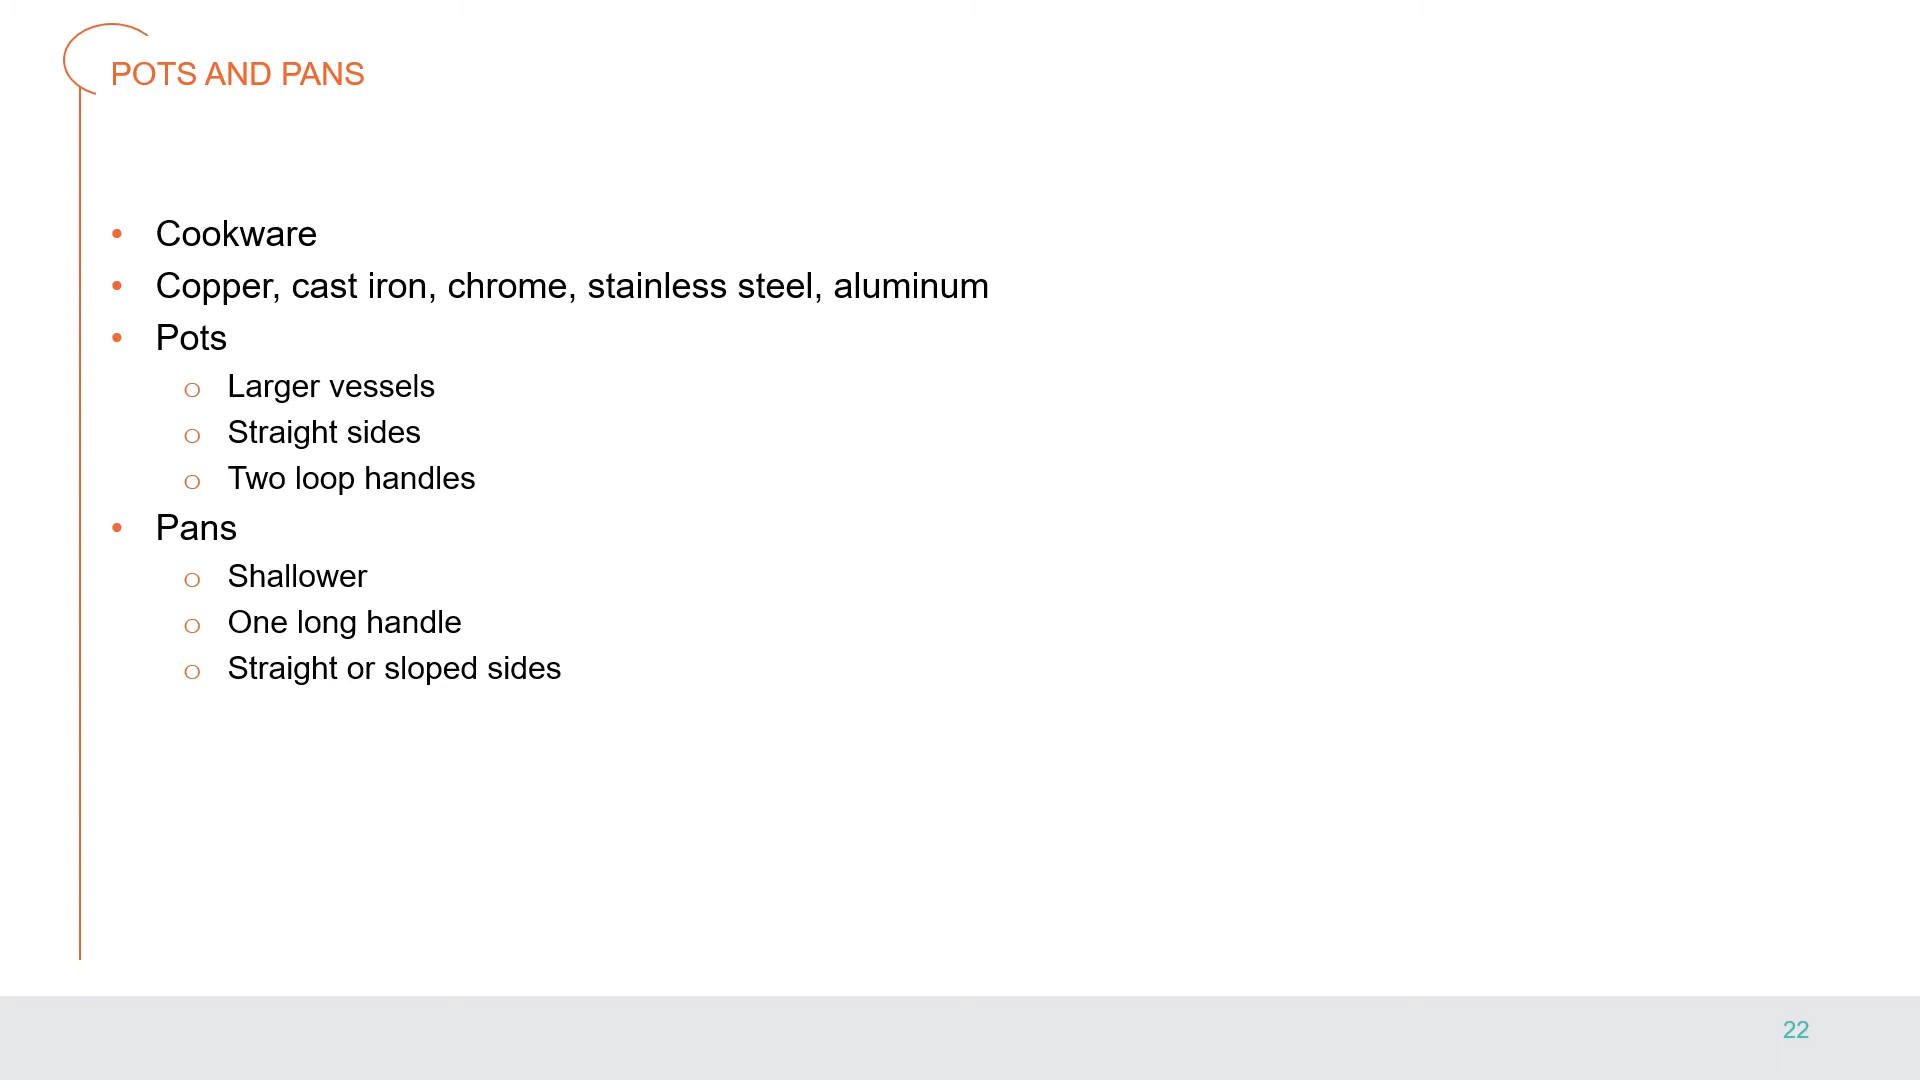 POTS AND PANS
• Cookware
• Copper, cast iron, chrome, stainless steel, aluminum
• Pots
o Larger vessels
o Straight sides
o Two loop handles
• Pans
o Shallower
o One long handle
o Straight or sloped sides
22